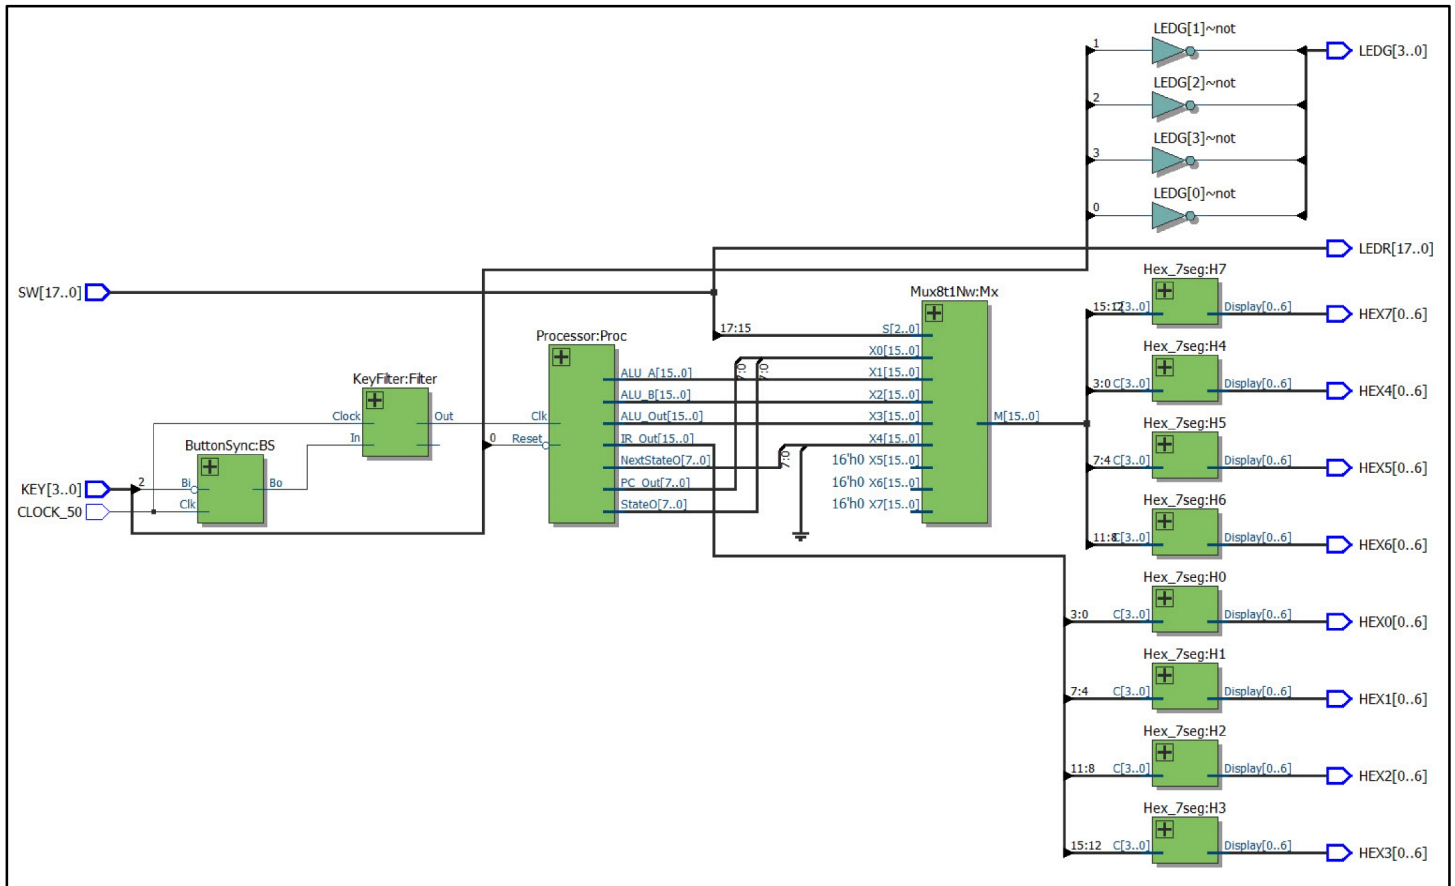 LEDG[1]~not
1
LEDG[3..0]
LEDG[2]~not
2
LEDG[3]~not
3
LEDG[0]~not
0
LEDR[17..0]
SW[17..0]
Hex_7seg:H7
15:12 C[3..0] Display[0..6] HEX7[0..6]
Mux8t1Nw:Mx
17:15 S[2..0]
X0[15..0]
7:0 7:0
X1[15..0]
X2[15..0]
X3[15..0]
X4[15..0]
7:0
16'h0 X5[15..0]
16'h0 X6[15..0]
16'h0 X7[15..0]
M[15..0]
Processor:Proc
Clk
0 Reset
ALU_A[15..0]
ALU_B[15..0]
ALU_Out[15..0]
IR_Out[15..0]
NextStateO[7..0]
PC_Out[7..0]
StateO[7..0]
KeyFilter:Filter
Clock Out
In
ButtonSync:BS
KEY[3..0] 2 Bi Bo
CLOCK_50 Clk
Hex_7seg:H4
3:0 C[3..0] Display[0..6] HEX4[0..6]
Hex_7seg:H5
7:4 C[3..0] Display[0..6] HEX5[0..6]
Hex_7seg:H6
11:8 C[3..0] Display[0..6] HEX6[0..6]
Hex_7seg:H0
3:0 C[3..0] Display[0..6] HEX0[0..6]
Hex_7seg:H1
7:4 C[3..0] Display[0..6] HEX1[0..6]
Hex_7seg:H2
11:8 C[3..0] Display[0..6] HEX2[0..6]
Hex_7seg:H3
15:12 C[3..0] Display[0..6] HEX3[0..6]